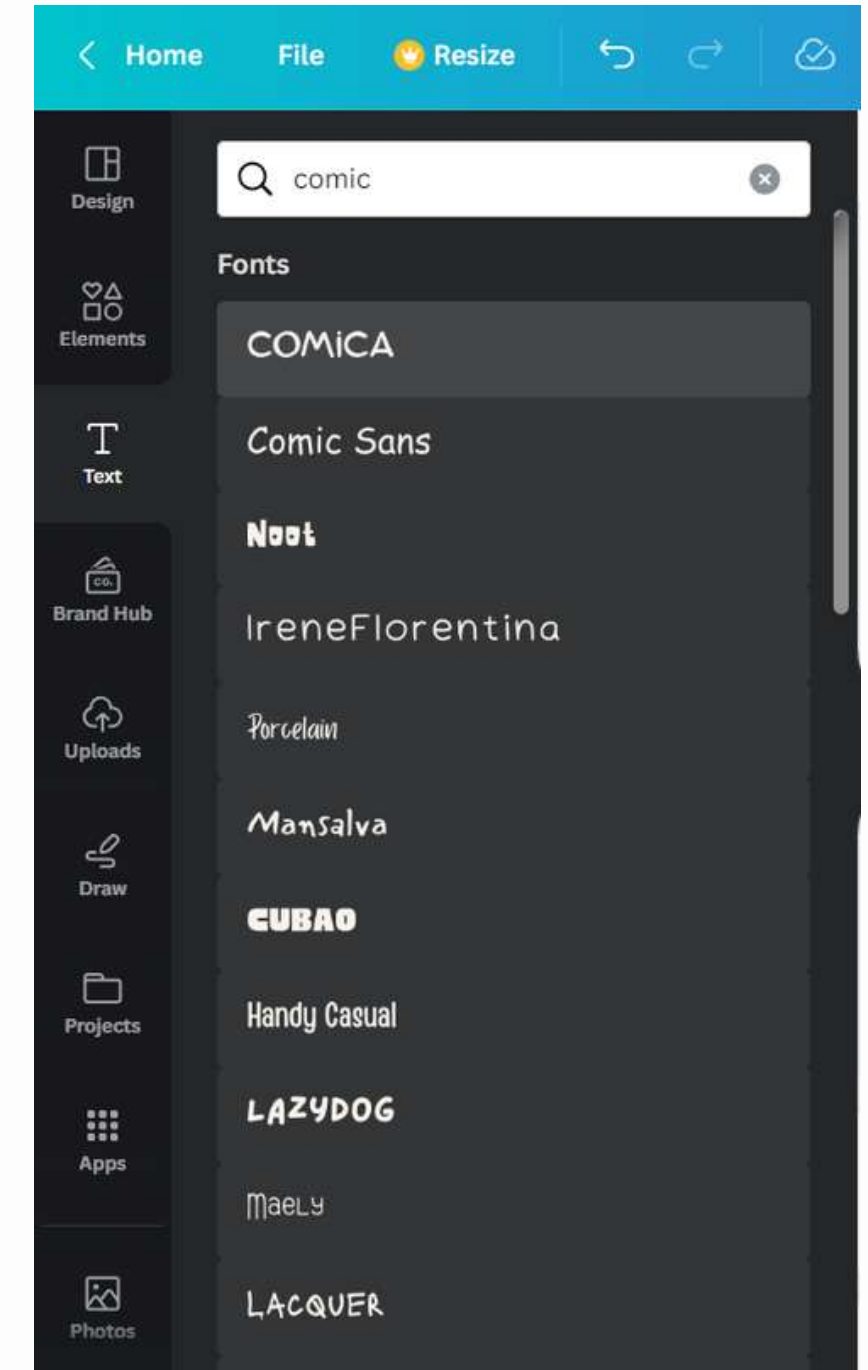 Home File Resize
Design
Elements
Text
Brand Hub
CO.
Uploads
Draw
Projects
Apps
Photos
comic
Fonts
COMiCA
Comic Sans
Noot
IreneFlorentina
Porcelain
Mansalva
CUBAO
Handy Casual
LAZYDOG
Maely
LACQUER